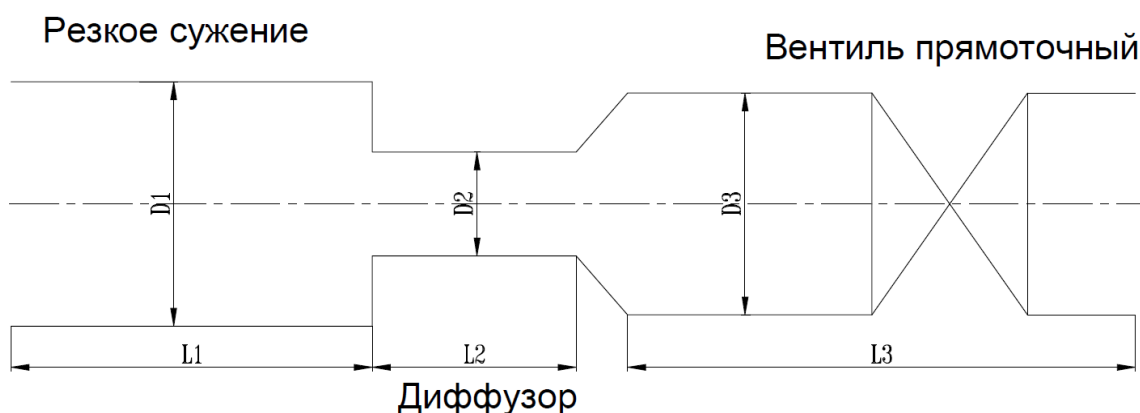 Резкое сужение
Вентиль прямоточный
D1
D2
D3
L1
L2
L3
Диффузор